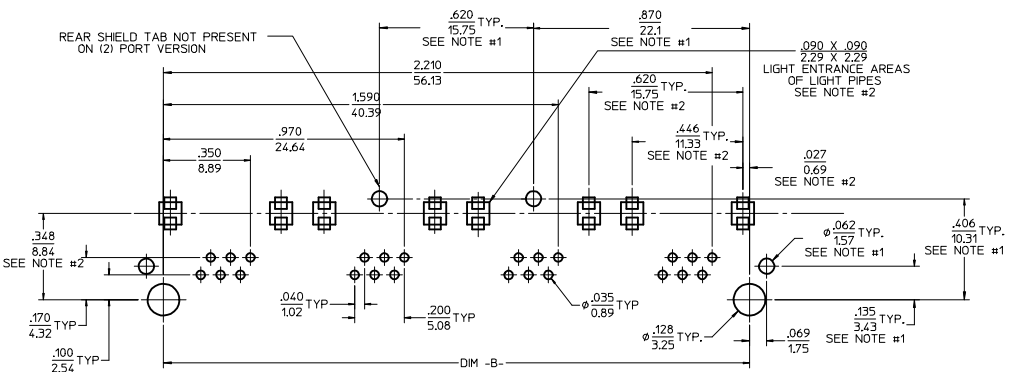 REAR SHIELD TAB NOT PRESENT
ON (2) PORT VERSION
.620
15.75 TYP.
SEE NOTE #1
.870
22.1
SEE NOTE #1
.090 X .090
2.29 X 2.29
LIGHT ENTRANCE AREAS
OF LIGHT PIPES
SEE NOTE #2
2.210
56.13
.620
15.75 TYP.
SEE NOTE #2
1.590
40.39
.970
24.64
.446
11.33 TYP.
SEE NOTE #2
.350
8.89
.027
0.69
SEE NOTE #2
.348
8.84
SEE NOTE #2
ø .062
1.57
SEE NOTE #1
.406
10.31 TYP.
SEE NOTE #1
.040
1.02 TYP
.200
5.08 TYP
ø .035
0.89 TYP
.170
4.32 TYP
.100
2.54 TYP
ø .128
3.25 TYP.
.069
1.75
.135
3.43 TYP.
SEE NOTE #1
DIM -B-